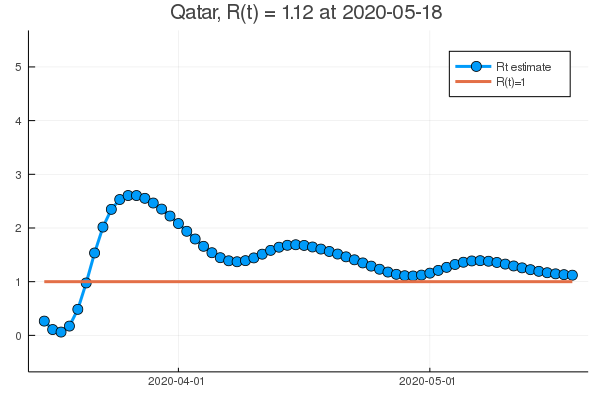 Qatar, R(t) = 1.12 at 2020-05-18
Rt estimate
R(t)=1
5
4
3
2
1
0
2020-04-01
2020-05-01